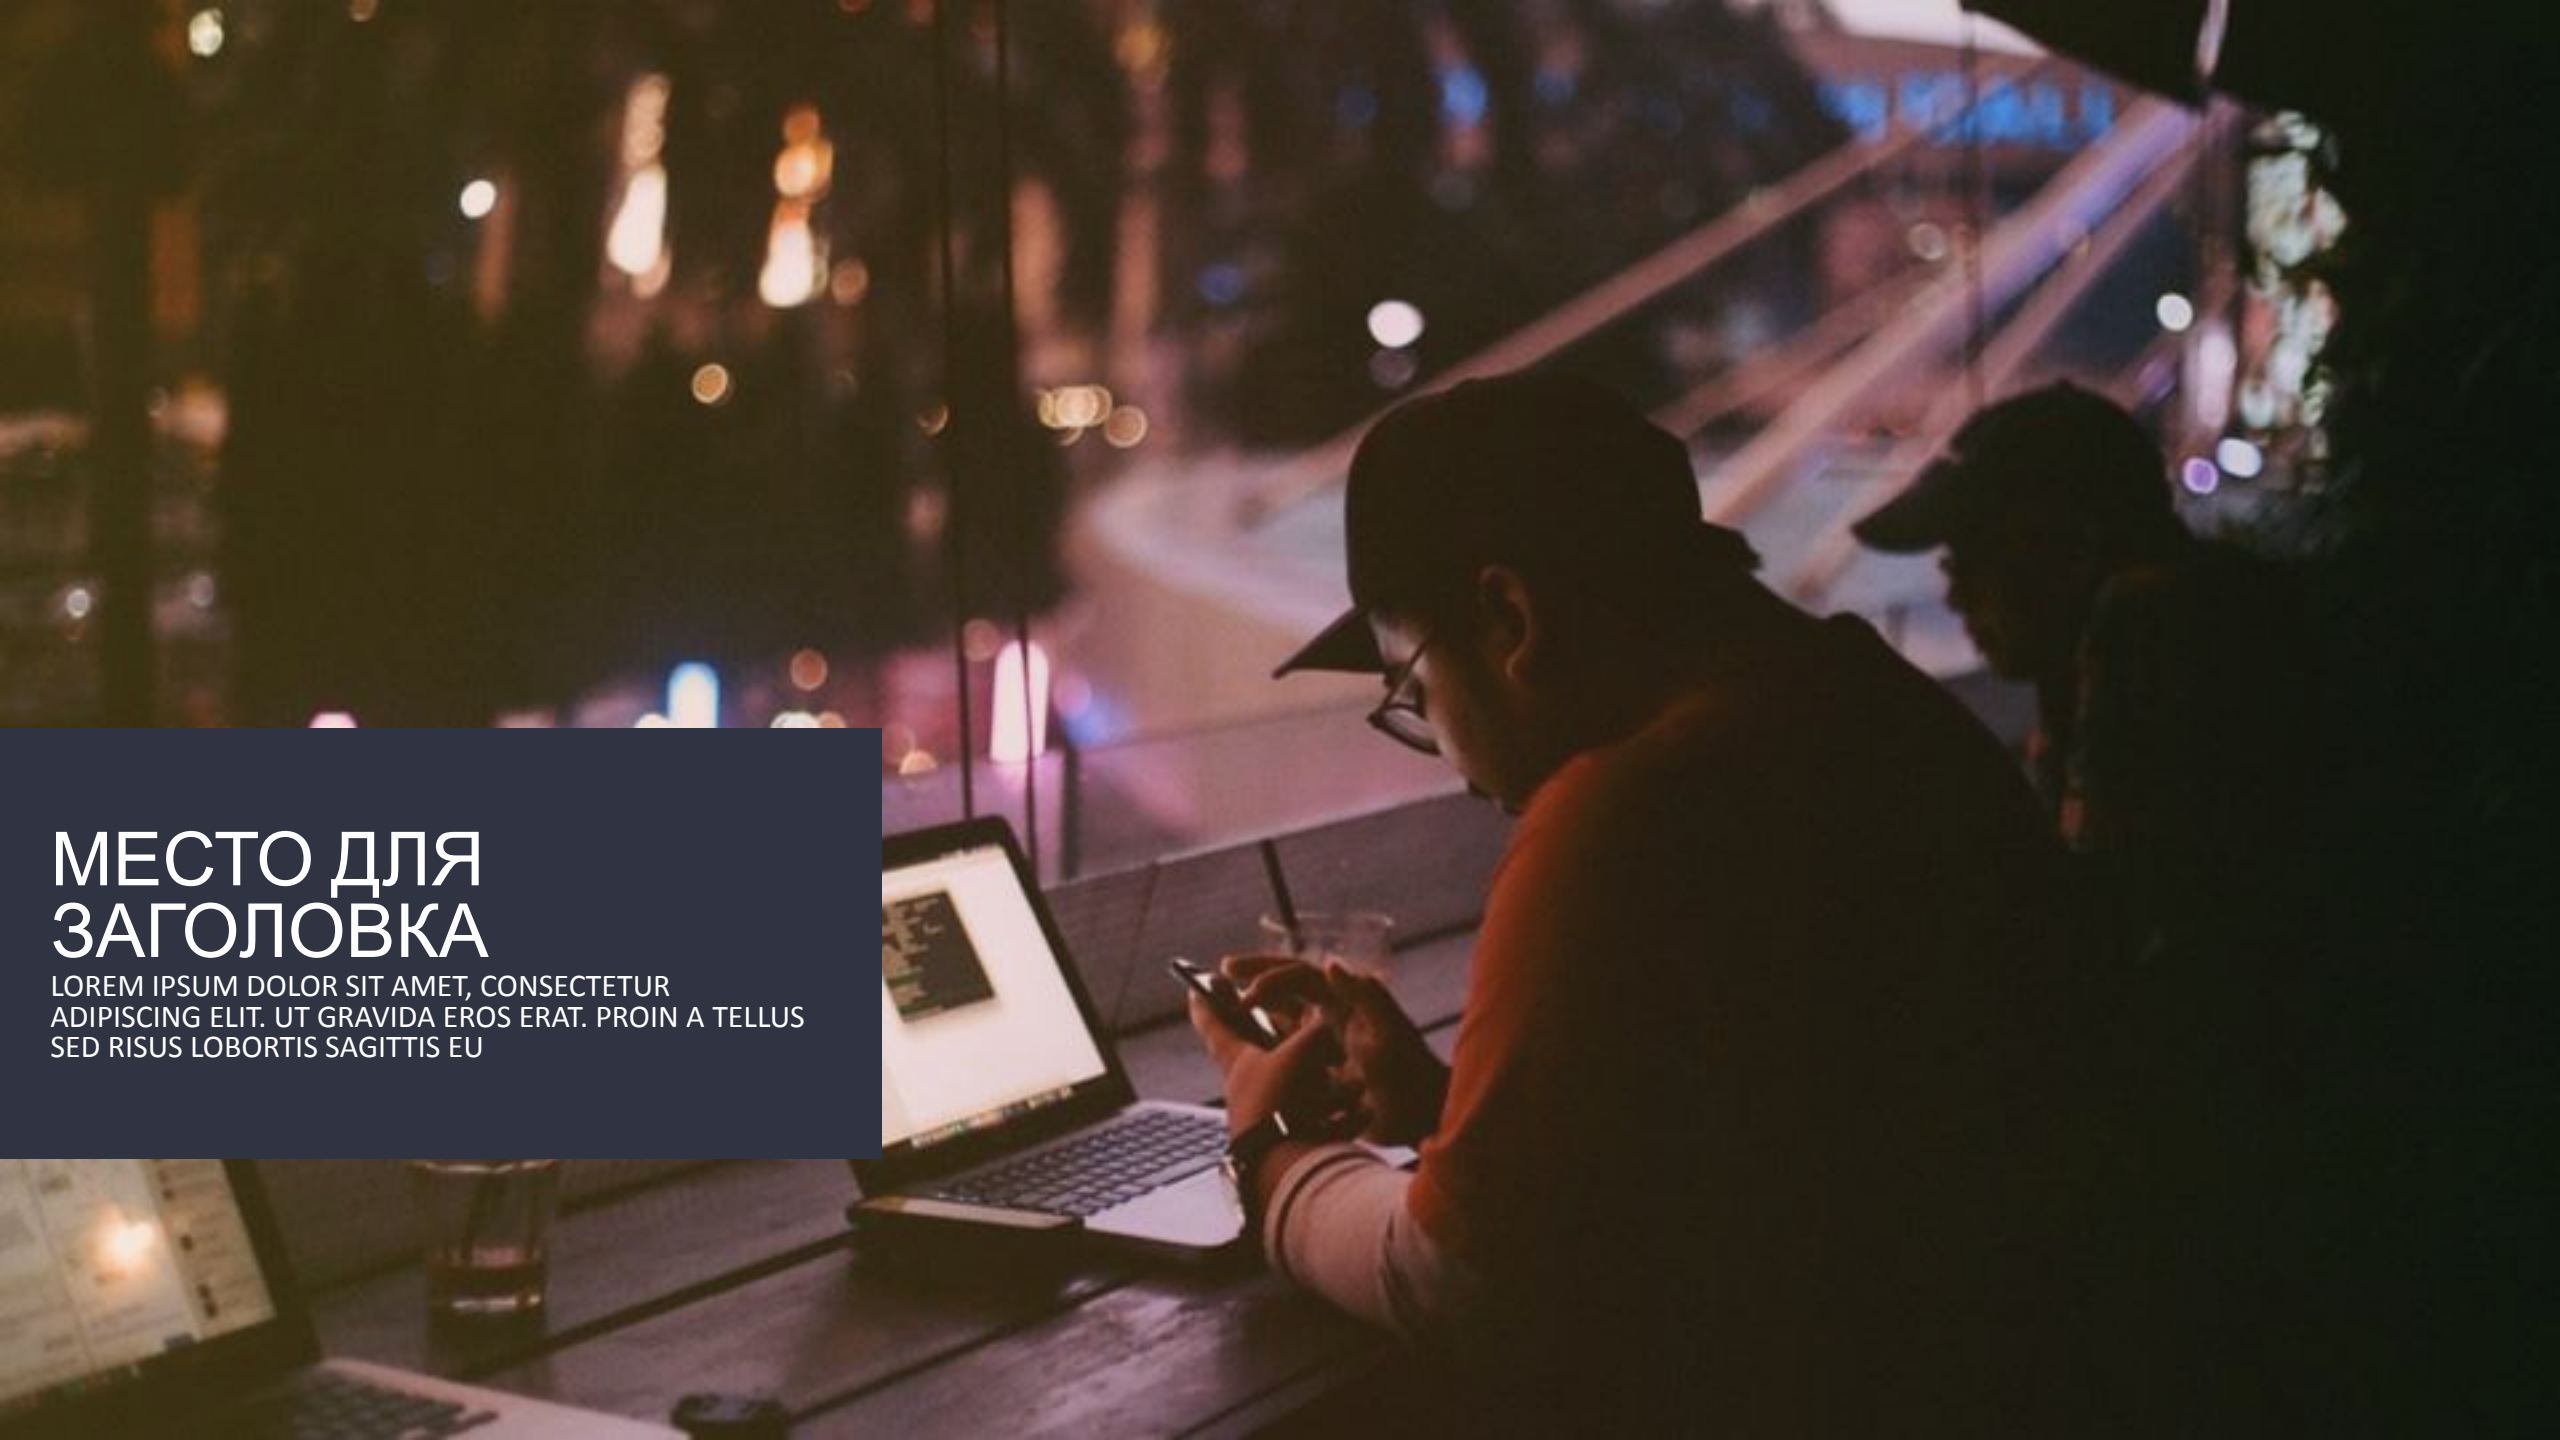 МЕСТО ДЛЯ
ЗАГОЛОВКА
LOREM IPSUM DOLOR SIT AMET, CONSECTETUR
ADIPISCING ELIT. UT GRAVIDA EROS ERAT. PROIN A TELLUS
SED RISUS LOBORTIS SAGITTIS EU